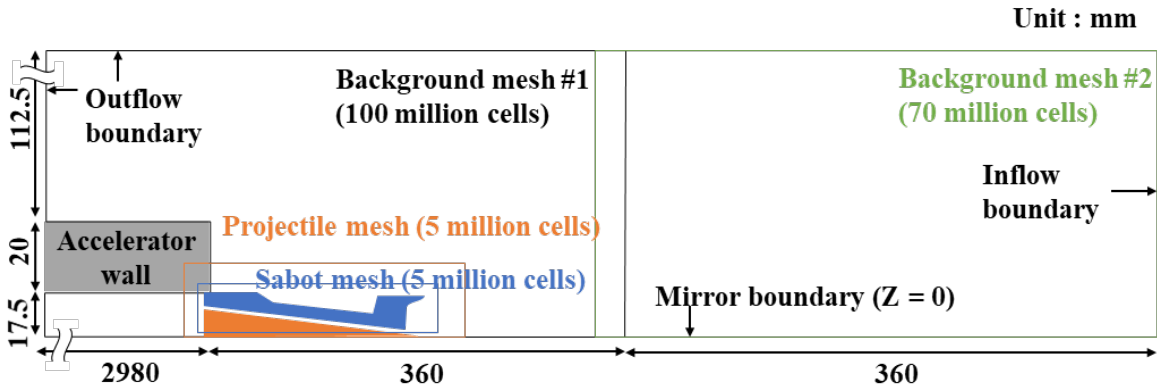 Unit : mm
Background mesh #1
(100 million cells)
Background mesh #2
(70 million cells)
Outflow
boundary
112.5
Inflow
boundary
Projectile mesh (5 million cells)
Accelerator
wall
20
Sabot mesh (5 million cells)
Mirror boundary (Z = 0)
17.5
2980
360
360